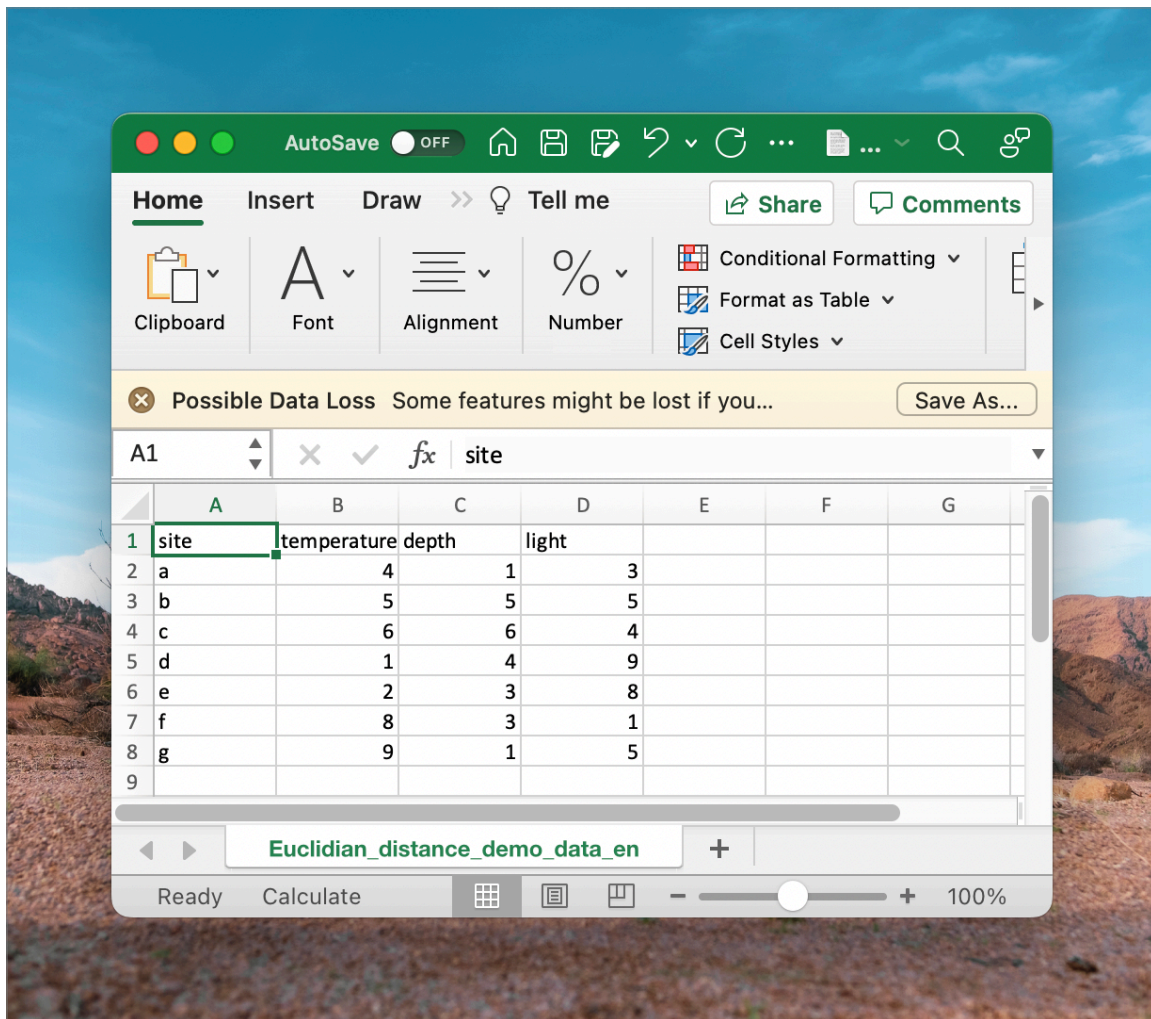 AutoSave OFF ... ...
Home Insert Draw Tell me Share Comments
Clipboard Font Alignment Number
Conditional Formatting
Format as Table
Cell Styles
Possible Data Loss Some features might be lost if you... Save As...
A1 fx site
A B C D E F G
1 site temperature depth light
2 a 4 1 3
3 b 5 5 5
4 c 6 6 4
5 d 1 4 9
6 e 2 3 8
7 f 8 3 1
8 g 9 1 5
9
Euclidian_distance_demo_data_en +
Ready Calculate - + 100%